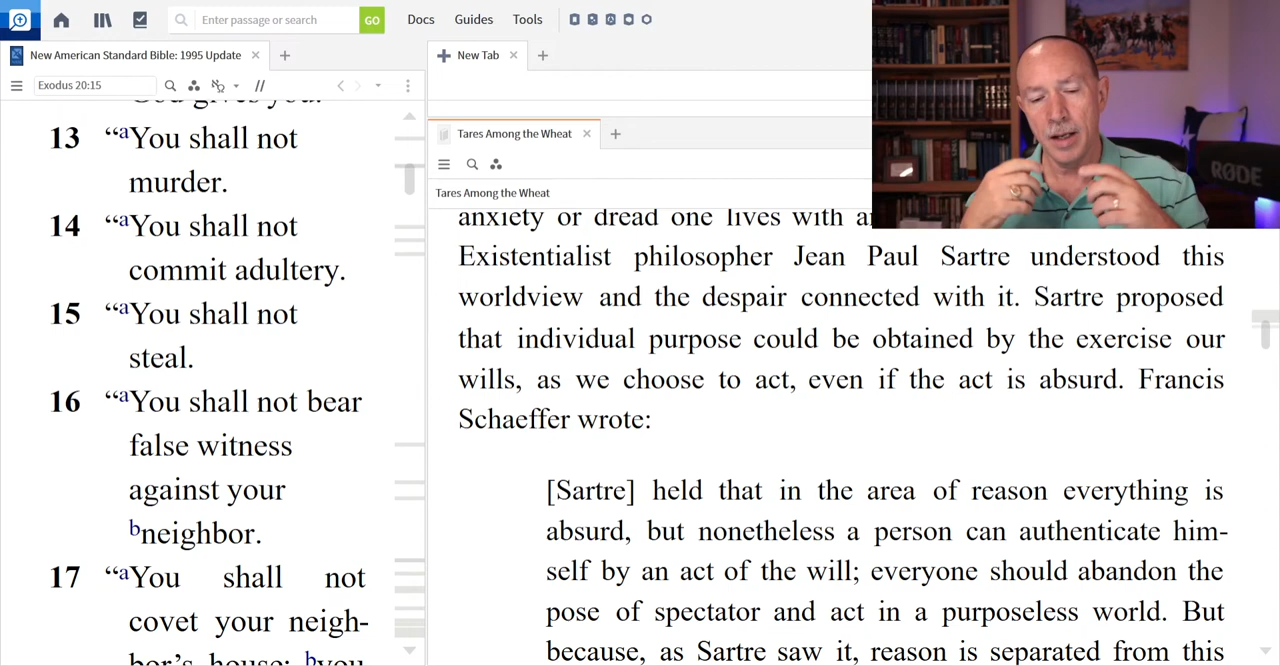 Enter passage or search
GO
Docs
Guides
Tools
New American Standard Bible: 1995 Update
Exodus 20:15
God gives you.
13 “aYou shall not
murder.
14 “aYou shall not
commit adultery.
15 “aYou shall not
steal.
16 “aYou shall not bear
false witness
against your
bneighbor.
17 “aYou shall not
covet your neigh-
bor’s house; byou
New Tab
Tares Among the Wheat
Tares Among the Wheat
anxiety or dread one lives with
Existentialist philosopher Jean Paul Sartre understood this
worldview and the despair connected with it. Sartre proposed
that individual purpose could be obtained by the exercise our
wills, as we choose to act, even if the act is absurd. Francis
Schaeffer wrote:
[Sartre] held that in the area of reason everything is
absurd, but nonetheless a person can authenticate him-
self by an act of the will; everyone should abandon the
pose of spectator and act in a purposeless world. But
because, as Sartre saw it, reason is separated from this
RØDE